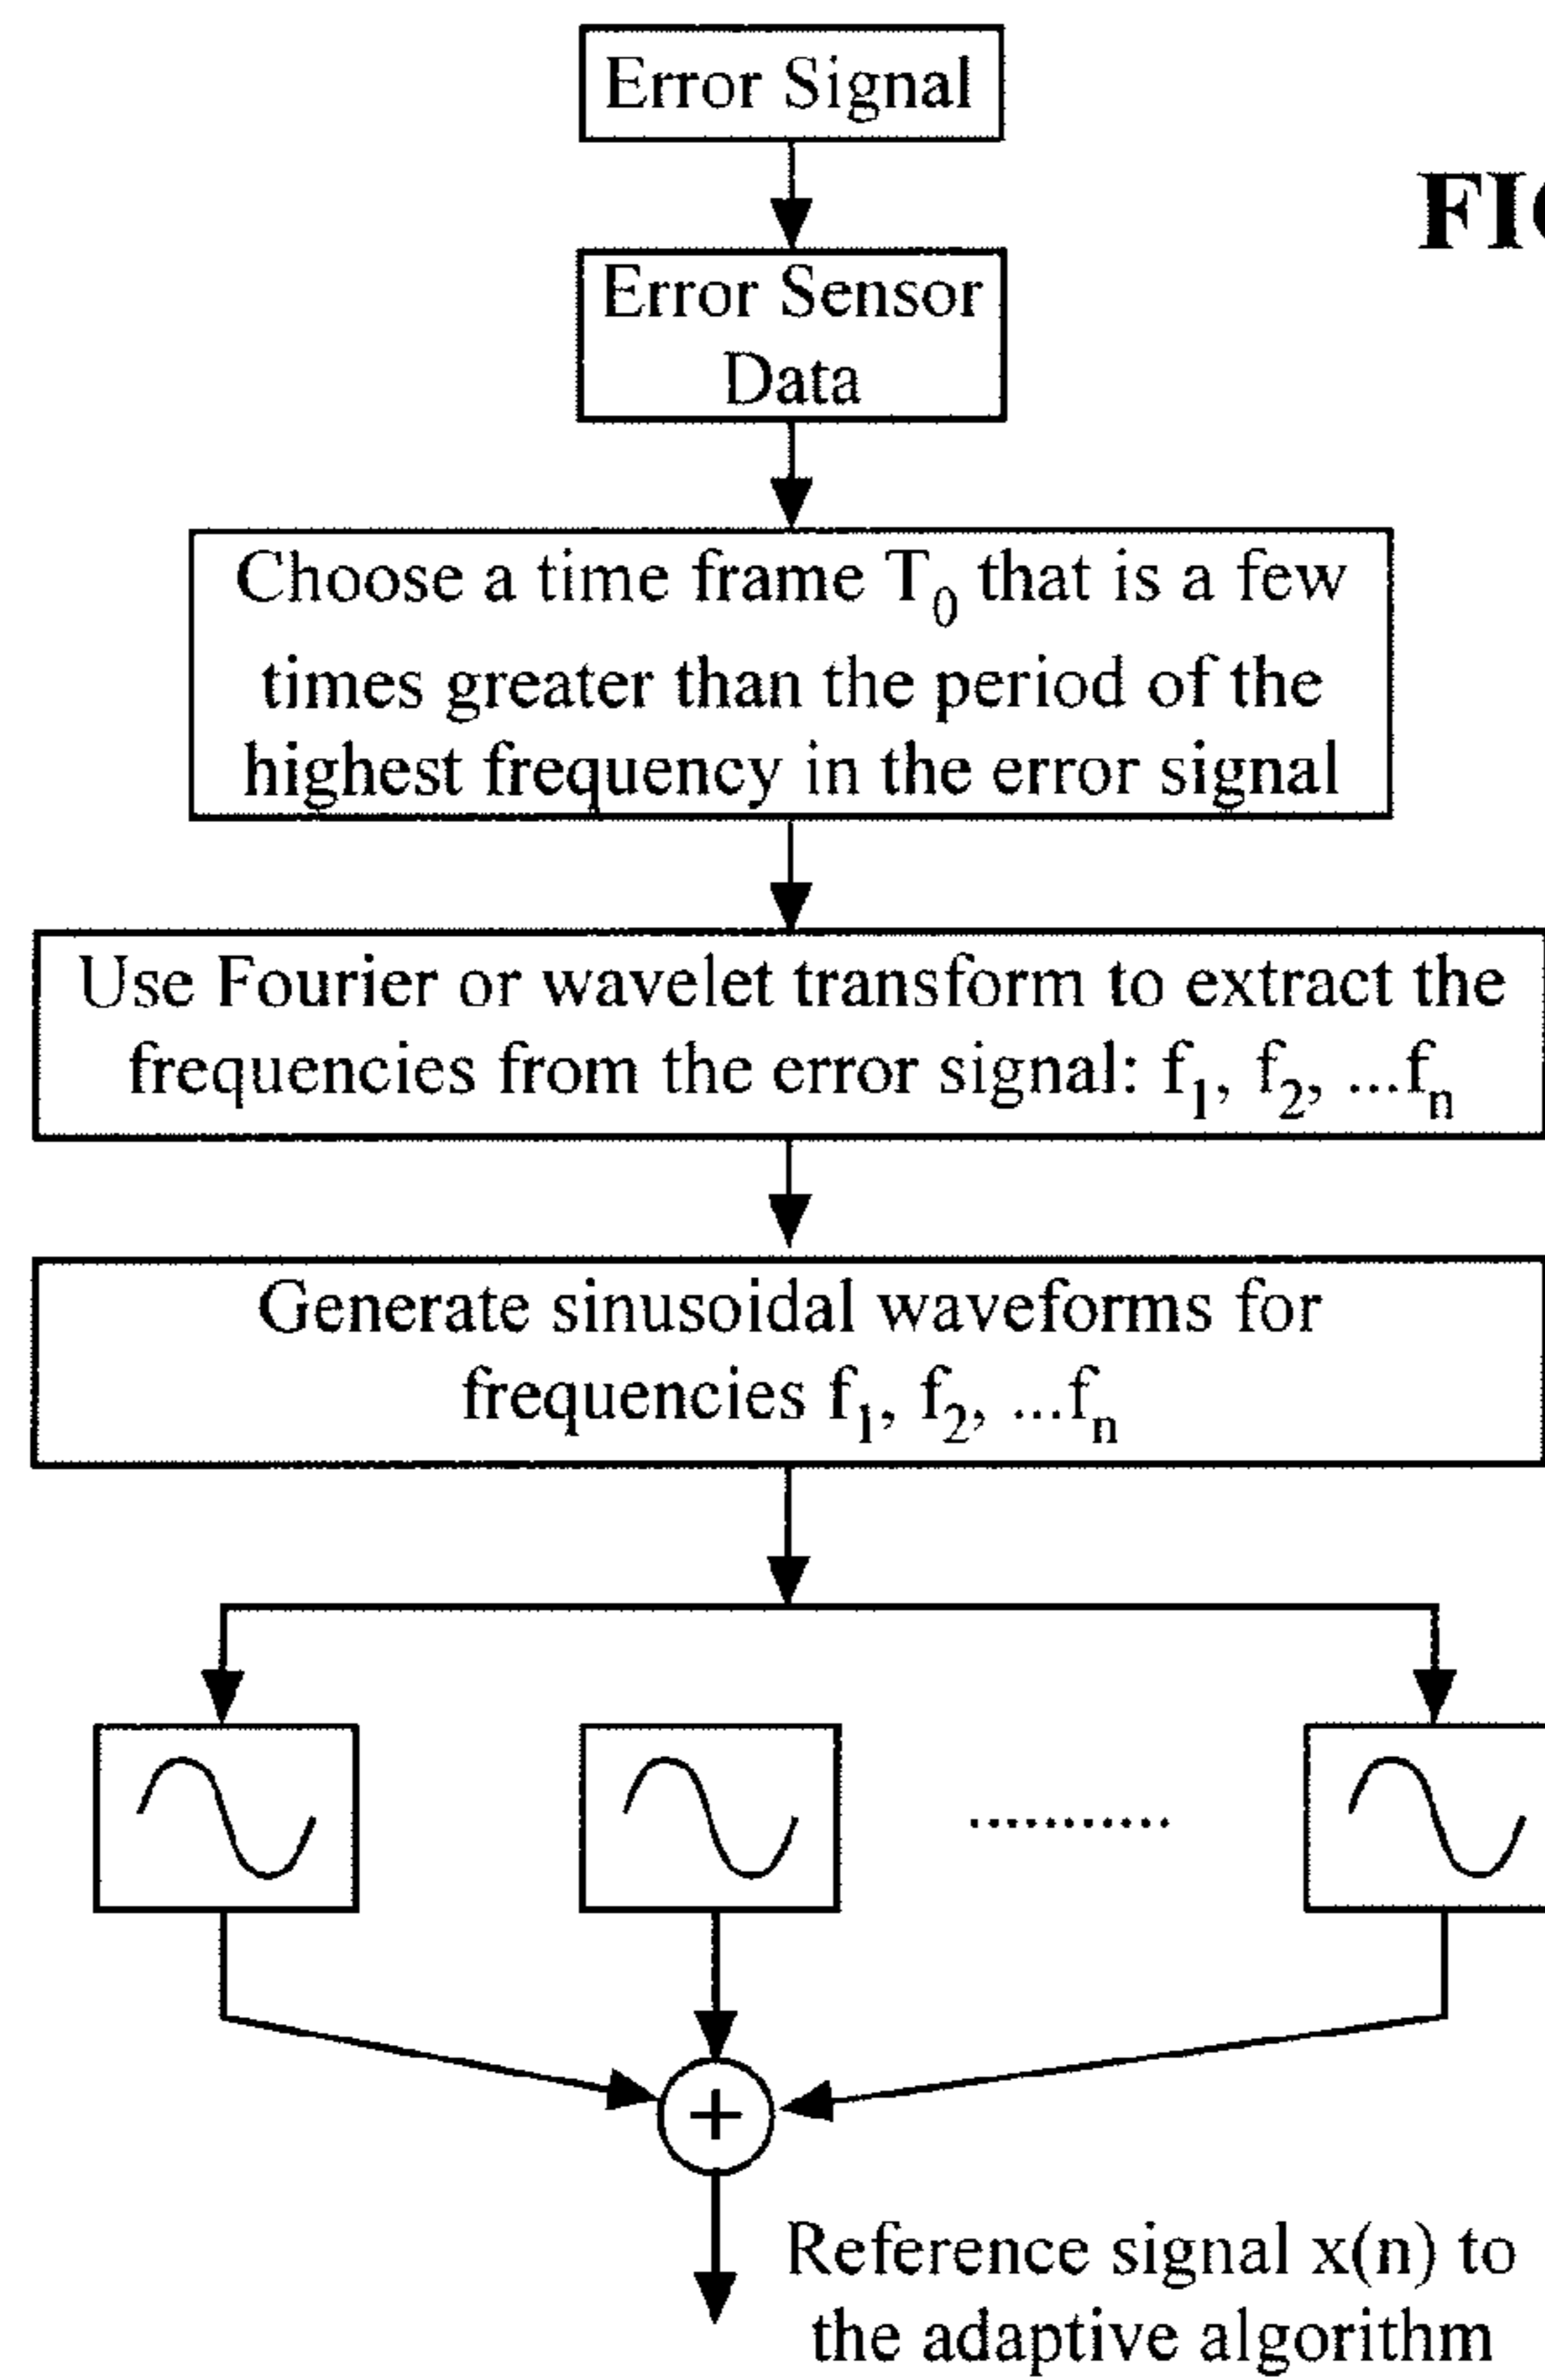 Error Signal
Error Sensor
Data
Choose a time frame T₀ that is a few
times greater than the period of the
highest frequency in the error signal
Use Fourier or wavelet transform to extract the
frequencies from the error signal: f₁, f₂, ...fₙ
Generate sinusoidal waveforms for
frequencies f₁, f₂, ...fₙ
...........
+
Reference signal x(n) to
the adaptive algorithm